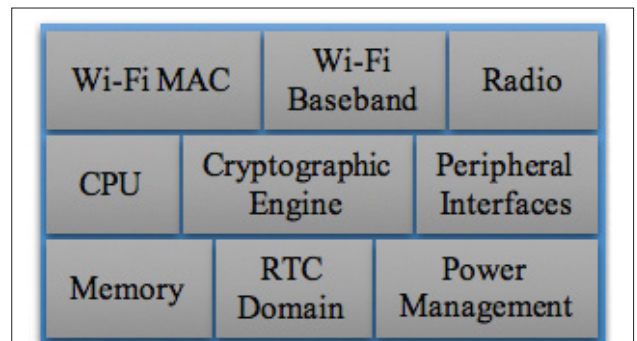 Wi-Fi MAC
Wi-Fi
Baseband
Radio
CPU
Cryptographic
Engine
Peripheral
Interfaces
Memory
RTC
Domain
Power
Management